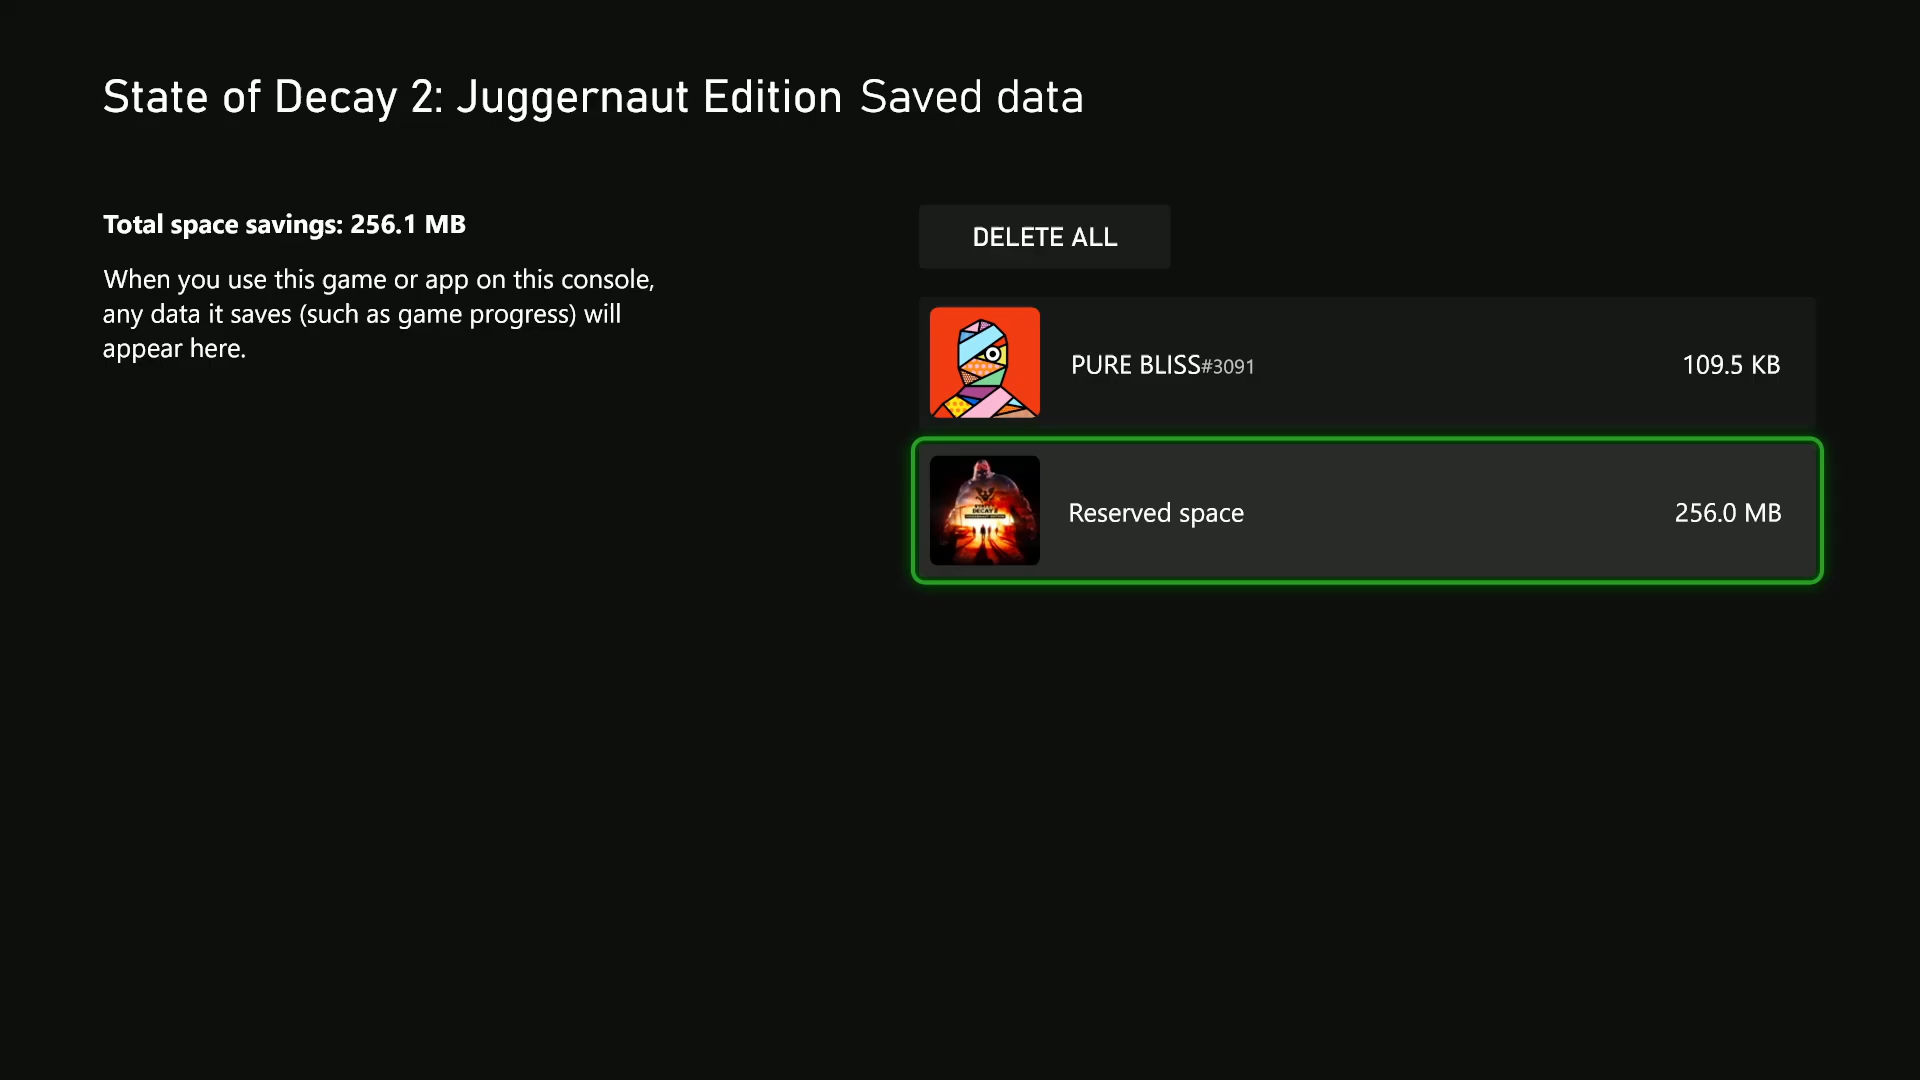 State of Decay 2: Juggernaut Edition Saved data
Total space savings: 256.1 MB
When you use this game or app on this console,
any data it saves (such as game progress) will
appear here.
DELETE ALL
PURE BLISS#3091
109.5 KB
Reserved space
256.0 MB